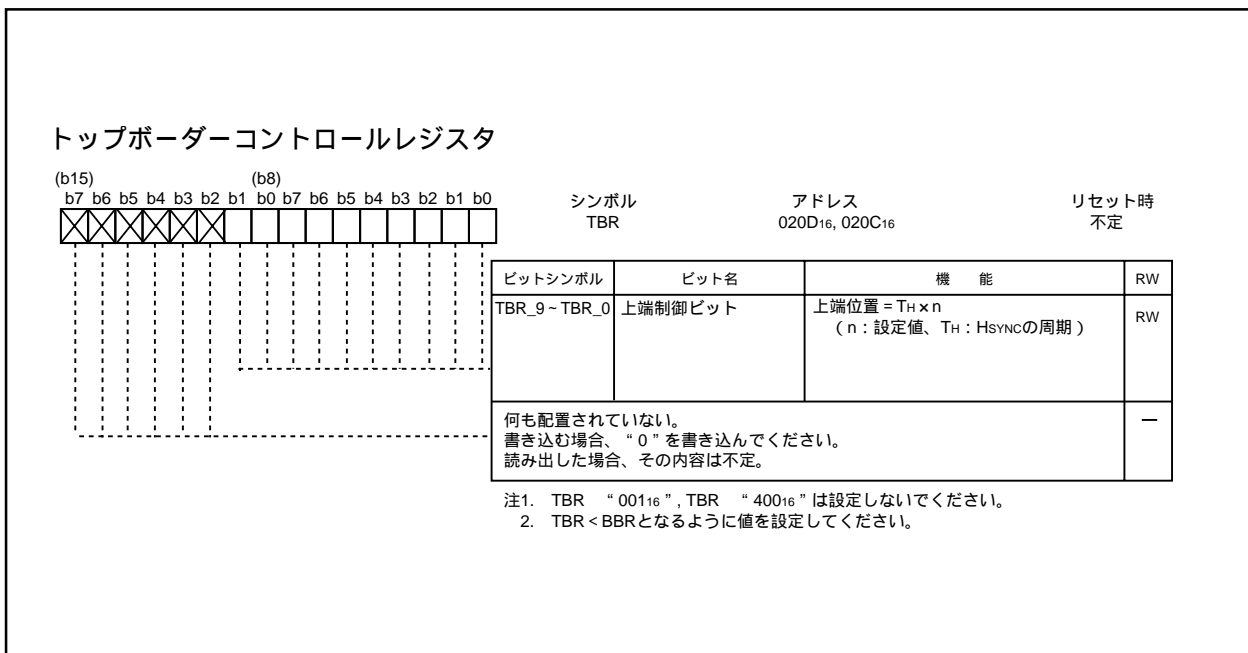 トップボーダーコントロールレジスタ
(b15) (b8)
b7 b6 b5 b4 b3 b2 b1 b0 b7 b6 b5 b4 b3 b2 b1 b0
シンボル アドレス リセット時
TBR 020D16, 020C16 不定
ビットシンボル ビット名 機 能 RW
TBR_9~TBR_0 上端制御ビット 上端位置=TH×n RW
(n:設定値、TH:HSYNCの周期)
何も配置されていない。 −
書き込む場合、“0”を書き込んでください。
読み出した場合、その内容は不定。
注1. TBR “00116”, TBR “40016”は設定しないでください。
2. TBR<BBRとなるように値を設定してください。